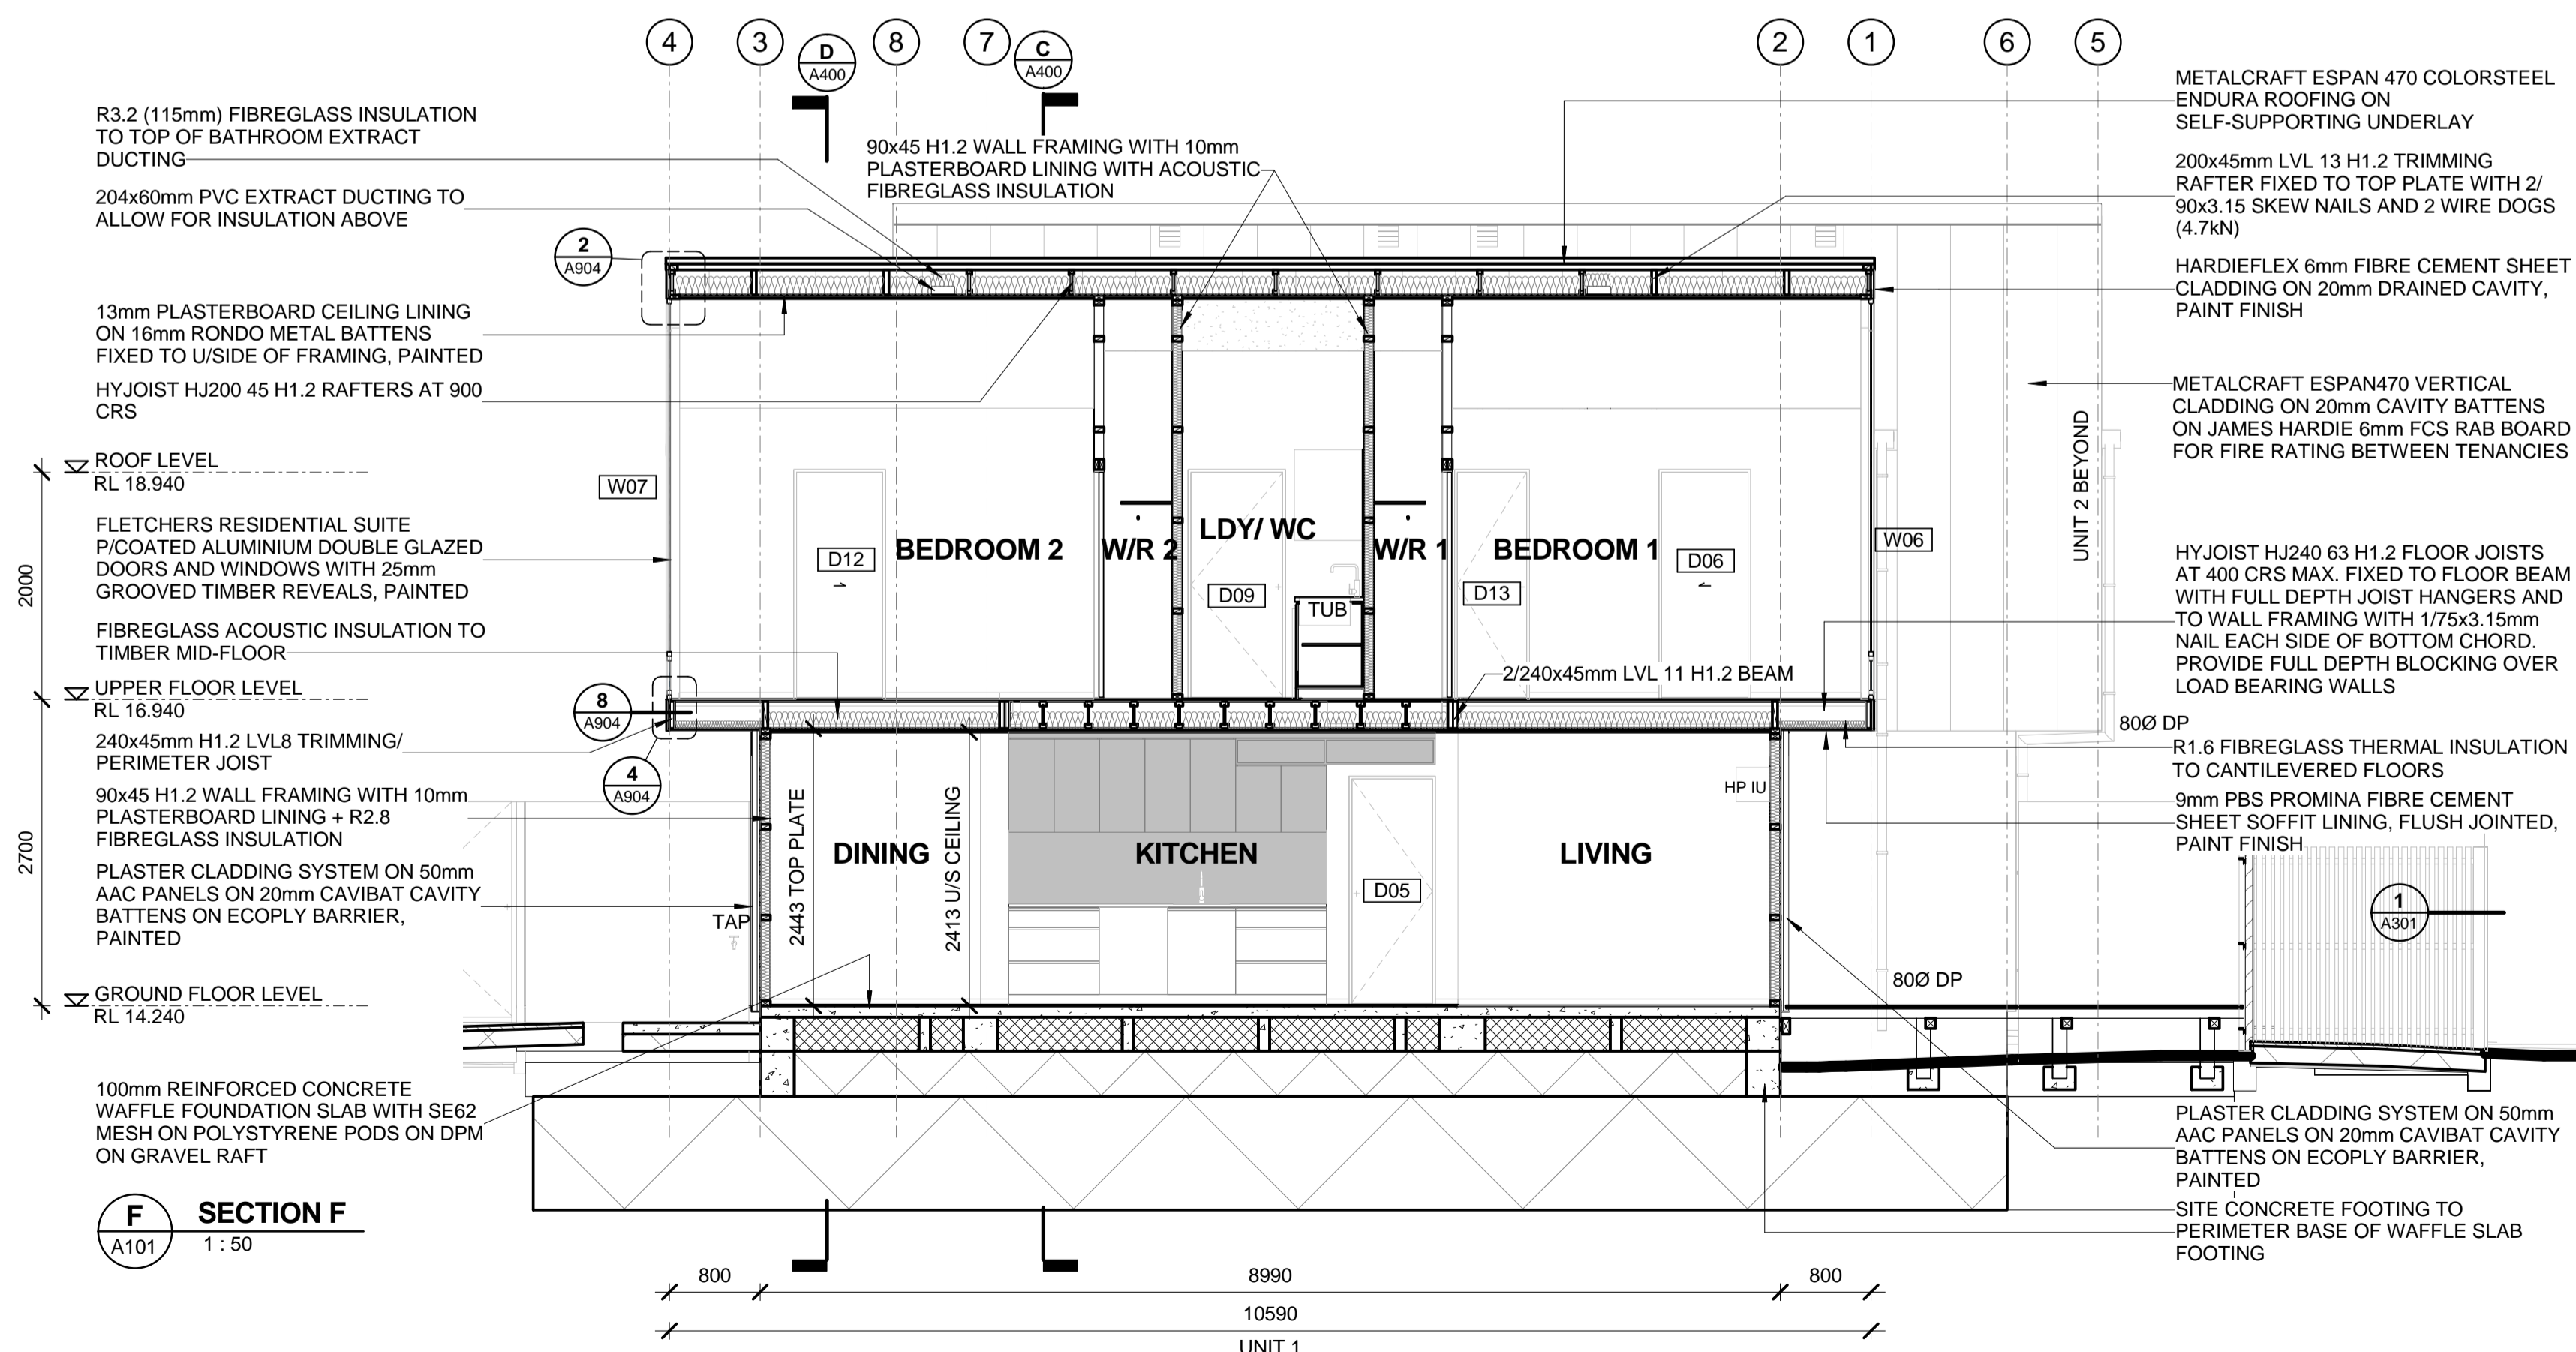 4
3
D
A400
8
7
C
A400
2
1
6
5
R3.2 (115mm) FIBREGLASS INSULATION
TO TOP OF BATHROOM EXTRACT
DUCTING
204x60mm PVC EXTRACT DUCTING TO
ALLOW FOR INSULATION ABOVE
2
A904
13mm PLASTERBOARD CEILING LINING
ON 16mm RONDO METAL BATTENS
FIXED TO U/SIDE OF FRAMING, PAINTED
HYJOIST HJ200 45 H1.2 RAFTERS AT 900
CRS
ROOF LEVEL
RL 18.940
FLETCHERS RESIDENTIAL SUITE
P/COATED ALUMINIUM DOUBLE GLAZED
DOORS AND WINDOWS WITH 25mm
GROOVED TIMBER REVEALS, PAINTED
FIBREGLASS ACOUSTIC INSULATION TO
TIMBER MID-FLOOR
UPPER FLOOR LEVEL
RL 16.940
8
A904
240x45mm H1.2 LVL8 TRIMMING/
PERIMETER JOIST
4
A904
90x45 H1.2 WALL FRAMING WITH 10mm
PLASTERBOARD LINING + R2.8
FIBREGLASS INSULATION
PLASTER CLADDING SYSTEM ON 50mm
AAC PANELS ON 20mm CAVIBAT CAVITY
BATTENS ON ECOPLY BARRIER,
PAINTED
GROUND FLOOR LEVEL
RL 14.240
100mm REINFORCED CONCRETE
WAFFLE FOUNDATION SLAB WITH SE62
MESH ON POLYSTYRENE PODS ON DPM
ON GRAVEL RAFT
2000
2700
90x45 H1.2 WALL FRAMING WITH 10mm
PLASTERBOARD LINING WITH ACOUSTIC
FIBREGLASS INSULATION
W07
D12
BEDROOM 2
W/R 2
LDY/ WC
D09
TUB
W/R 1
D13
BEDROOM 1
D06
W06
2/240x45mm LVL 11 H1.2 BEAM
TAP
2443 TOP PLATE
DINING
2413 U/S CEILING
KITCHEN
D05
LIVING
HP IU
80Ø DP
80Ø DP
UNIT 2 BEYOND
METALCRAFT ESPAN 470 COLORSTEEL
ENDURA ROOFING ON
SELF-SUPPORTING UNDERLAY
200x45mm LVL 13 H1.2 TRIMMING
RAFTER FIXED TO TOP PLATE WITH 2/
90x3.15 SKEW NAILS AND 2 WIRE DOGS
(4.7kN)
HARDIEFLEX 6mm FIBRE CEMENT SHEET
CLADDING ON 20mm DRAINED CAVITY,
PAINT FINISH
METALCRAFT ESPAN470 VERTICAL
CLADDING ON 20mm CAVITY BATTENS
ON JAMES HARDIE 6mm FCS RAB BOARD
FOR FIRE RATING BETWEEN TENANCIES
HYJOIST HJ240 63 H1.2 FLOOR JOISTS
AT 400 CRS MAX. FIXED TO FLOOR BEAM
WITH FULL DEPTH JOIST HANGERS AND
TO WALL FRAMING WITH 1/75x3.15mm
NAIL EACH SIDE OF BOTTOM CHORD.
PROVIDE FULL DEPTH BLOCKING OVER
LOAD BEARING WALLS
R1.6 FIBREGLASS THERMAL INSULATION
TO CANTILEVERED FLOORS
9mm PBS PROMINA FIBRE CEMENT
SHEET SOFFIT LINING, FLUSH JOINTED,
PAINT FINISH
1
A301
PLASTER CLADDING SYSTEM ON 50mm
AAC PANELS ON 20mm CAVIBAT CAVITY
BATTENS ON ECOPLY BARRIER,
PAINTED
SITE CONCRETE FOOTING TO
PERIMETER BASE OF WAFFLE SLAB
FOOTING
F
A101
SECTION F
1 : 50
800
8990
800
10590
UNIT 1